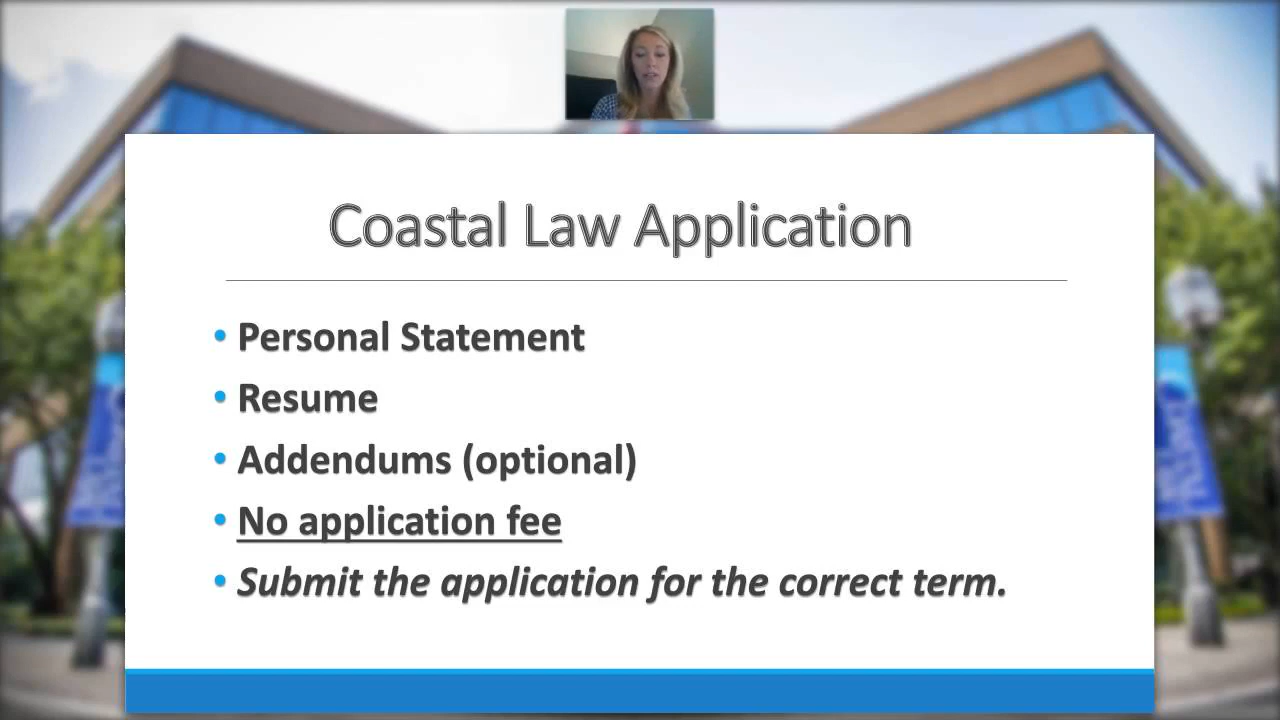 Coastal Law Application
• Personal Statement
• Resume
• Addendums (optional)
• No application fee
• Submit the application for the correct term.